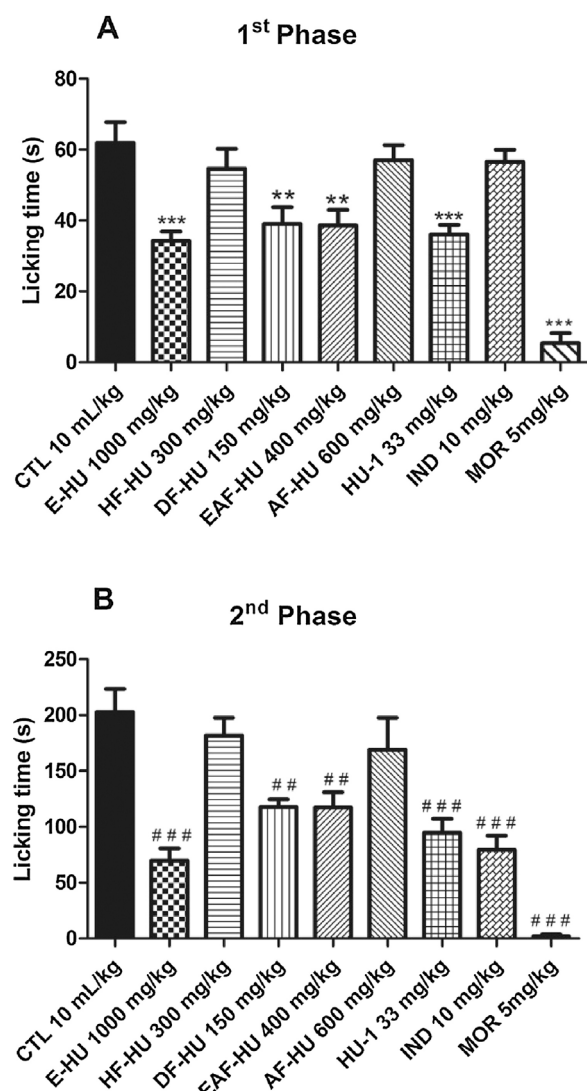 A
1st Phase
Licking time (s)
80
60
40
20
0
***
**
**
***
***
CTL 10 mL/kg
E-HU 1000 mg/kg
HF-HU 300 mg/kg
DF-HU 150 mg/kg
EAF-HU 400 mg/kg
AF-HU 600 mg/kg
HU-1 33 mg/kg
IND 10 mg/kg
MOR 5mg/kg
B
2nd Phase
Licking time (s)
250
200
150
100
50
0
# # #
# #
# #
# # #
# # #
# # #
CTL 10 mL/kg
E-HU 1000 mg/kg
HF-HU 300 mg/kg
DF-HU 150 mg/kg
EAF-HU 400 mg/kg
AF-HU 600 mg/kg
HU-1 33 mg/kg
IND 10 mg/kg
MOR 5mg/kg